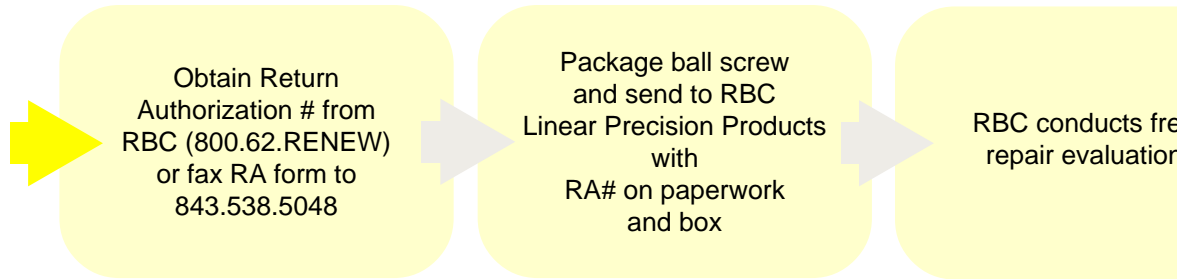 Obtain Return
Authorization # from
RBC (800.62.RENEW)
or fax RA form to
843.538.5048
Package ball screw
and send to RBC
Linear Precision Products
with
RA# on paperwork
and box
RBC conducts fre
repair evaluation